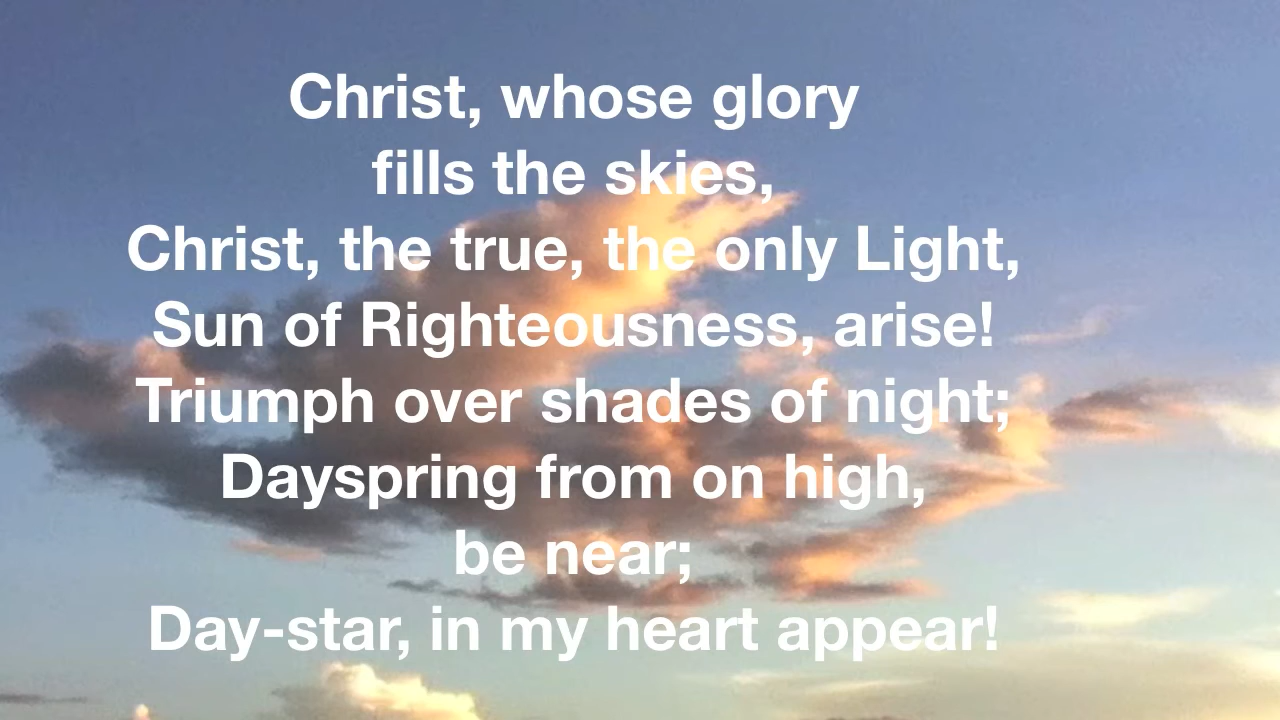 Christ, whose glory
fills the skies,
Christ, the true, the only Light,
Sun of Righteousness, arise!
Triumph over shades of night;
Dayspring from on high,
be near;
Day-star, in my heart appear!